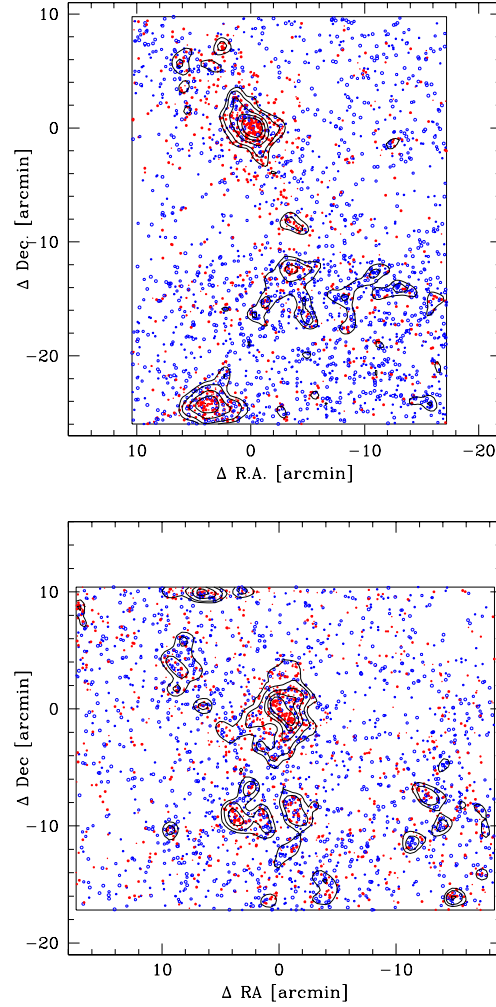 10
0
−10
−20
Δ Dec. [arcmin]
10 0 −10 −20
Δ R.A. [arcmin]
10
0
−10
−20
Δ Dec [arcmin]
10 0 −10
Δ RA [arcmin]